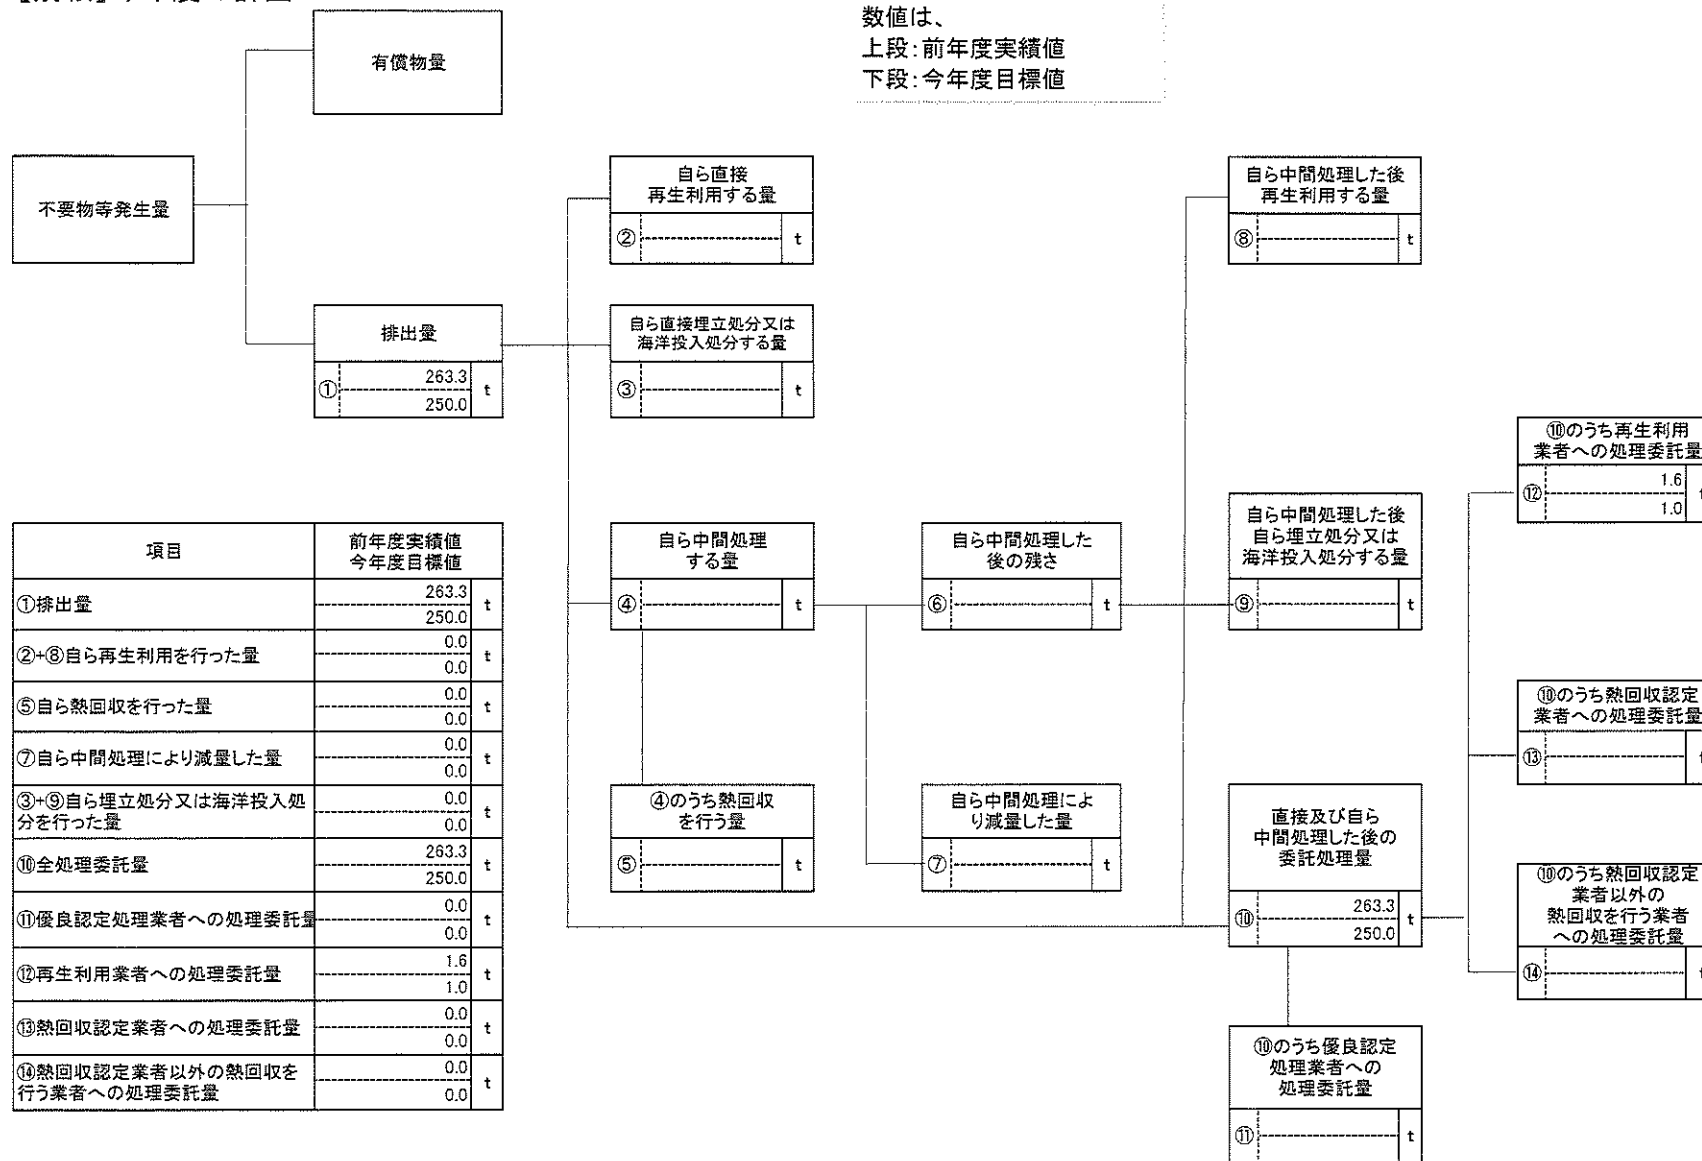 数値は、
上段:前年度実績値
下段:今年度目標値
有償物量
不要物等発生量
排出量
① 263.3 t
250.0
自ら直接
再生利用する量
② t
自ら直接埋立処分又は
海洋投入処分する量
③ t
自ら中間処理
する量
④ t
④のうち熱回収
を行う量
⑤ t
自ら中間処理した
後の残さ
⑥ t
自ら中間処理によ
り減量した量
⑦ t
自ら中間処理した後
再生利用する量
⑧ t
自ら中間処理した後
自ら埋立処分又は
海洋投入処分する量
⑨ t
直接及び自ら
中間処理した後の
委託処理量
⑩ 263.3 t
250.0
⑩のうち優良認定
処理業者への
処理委託量
⑪ t
⑩のうち再生利用
業者への処理委託量
⑫ 1.6 t
1.0
⑩のうち熱回収認定
業者への処理委託量
⑬ t
⑩のうち熱回収認定
業者以外の
熱回収を行う業者
への処理委託量
⑭ t
項目 前年度実績値
今年度目標値
①排出量 263.3 t
250.0
②+⑧自ら再生利用を行った量 0.0 t
0.0
⑤自ら熱回収を行った量 0.0 t
0.0
⑦自ら中間処理により減量した量 0.0 t
0.0
③+⑨自ら埋立処分又は海洋投入処 0.0 t
分を行った量 0.0
⑩全処理委託量 263.3 t
250.0
⑪優良認定処理業者への処理委託量 0.0 t
0.0
⑫再生利用業者への処理委託量 1.6 t
1.0
⑬熱回収認定業者への処理委託量 0.0 t
0.0
⑭熱回収認定業者以外の熱回収を 0.0 t
行う業者への処理委託量 0.0